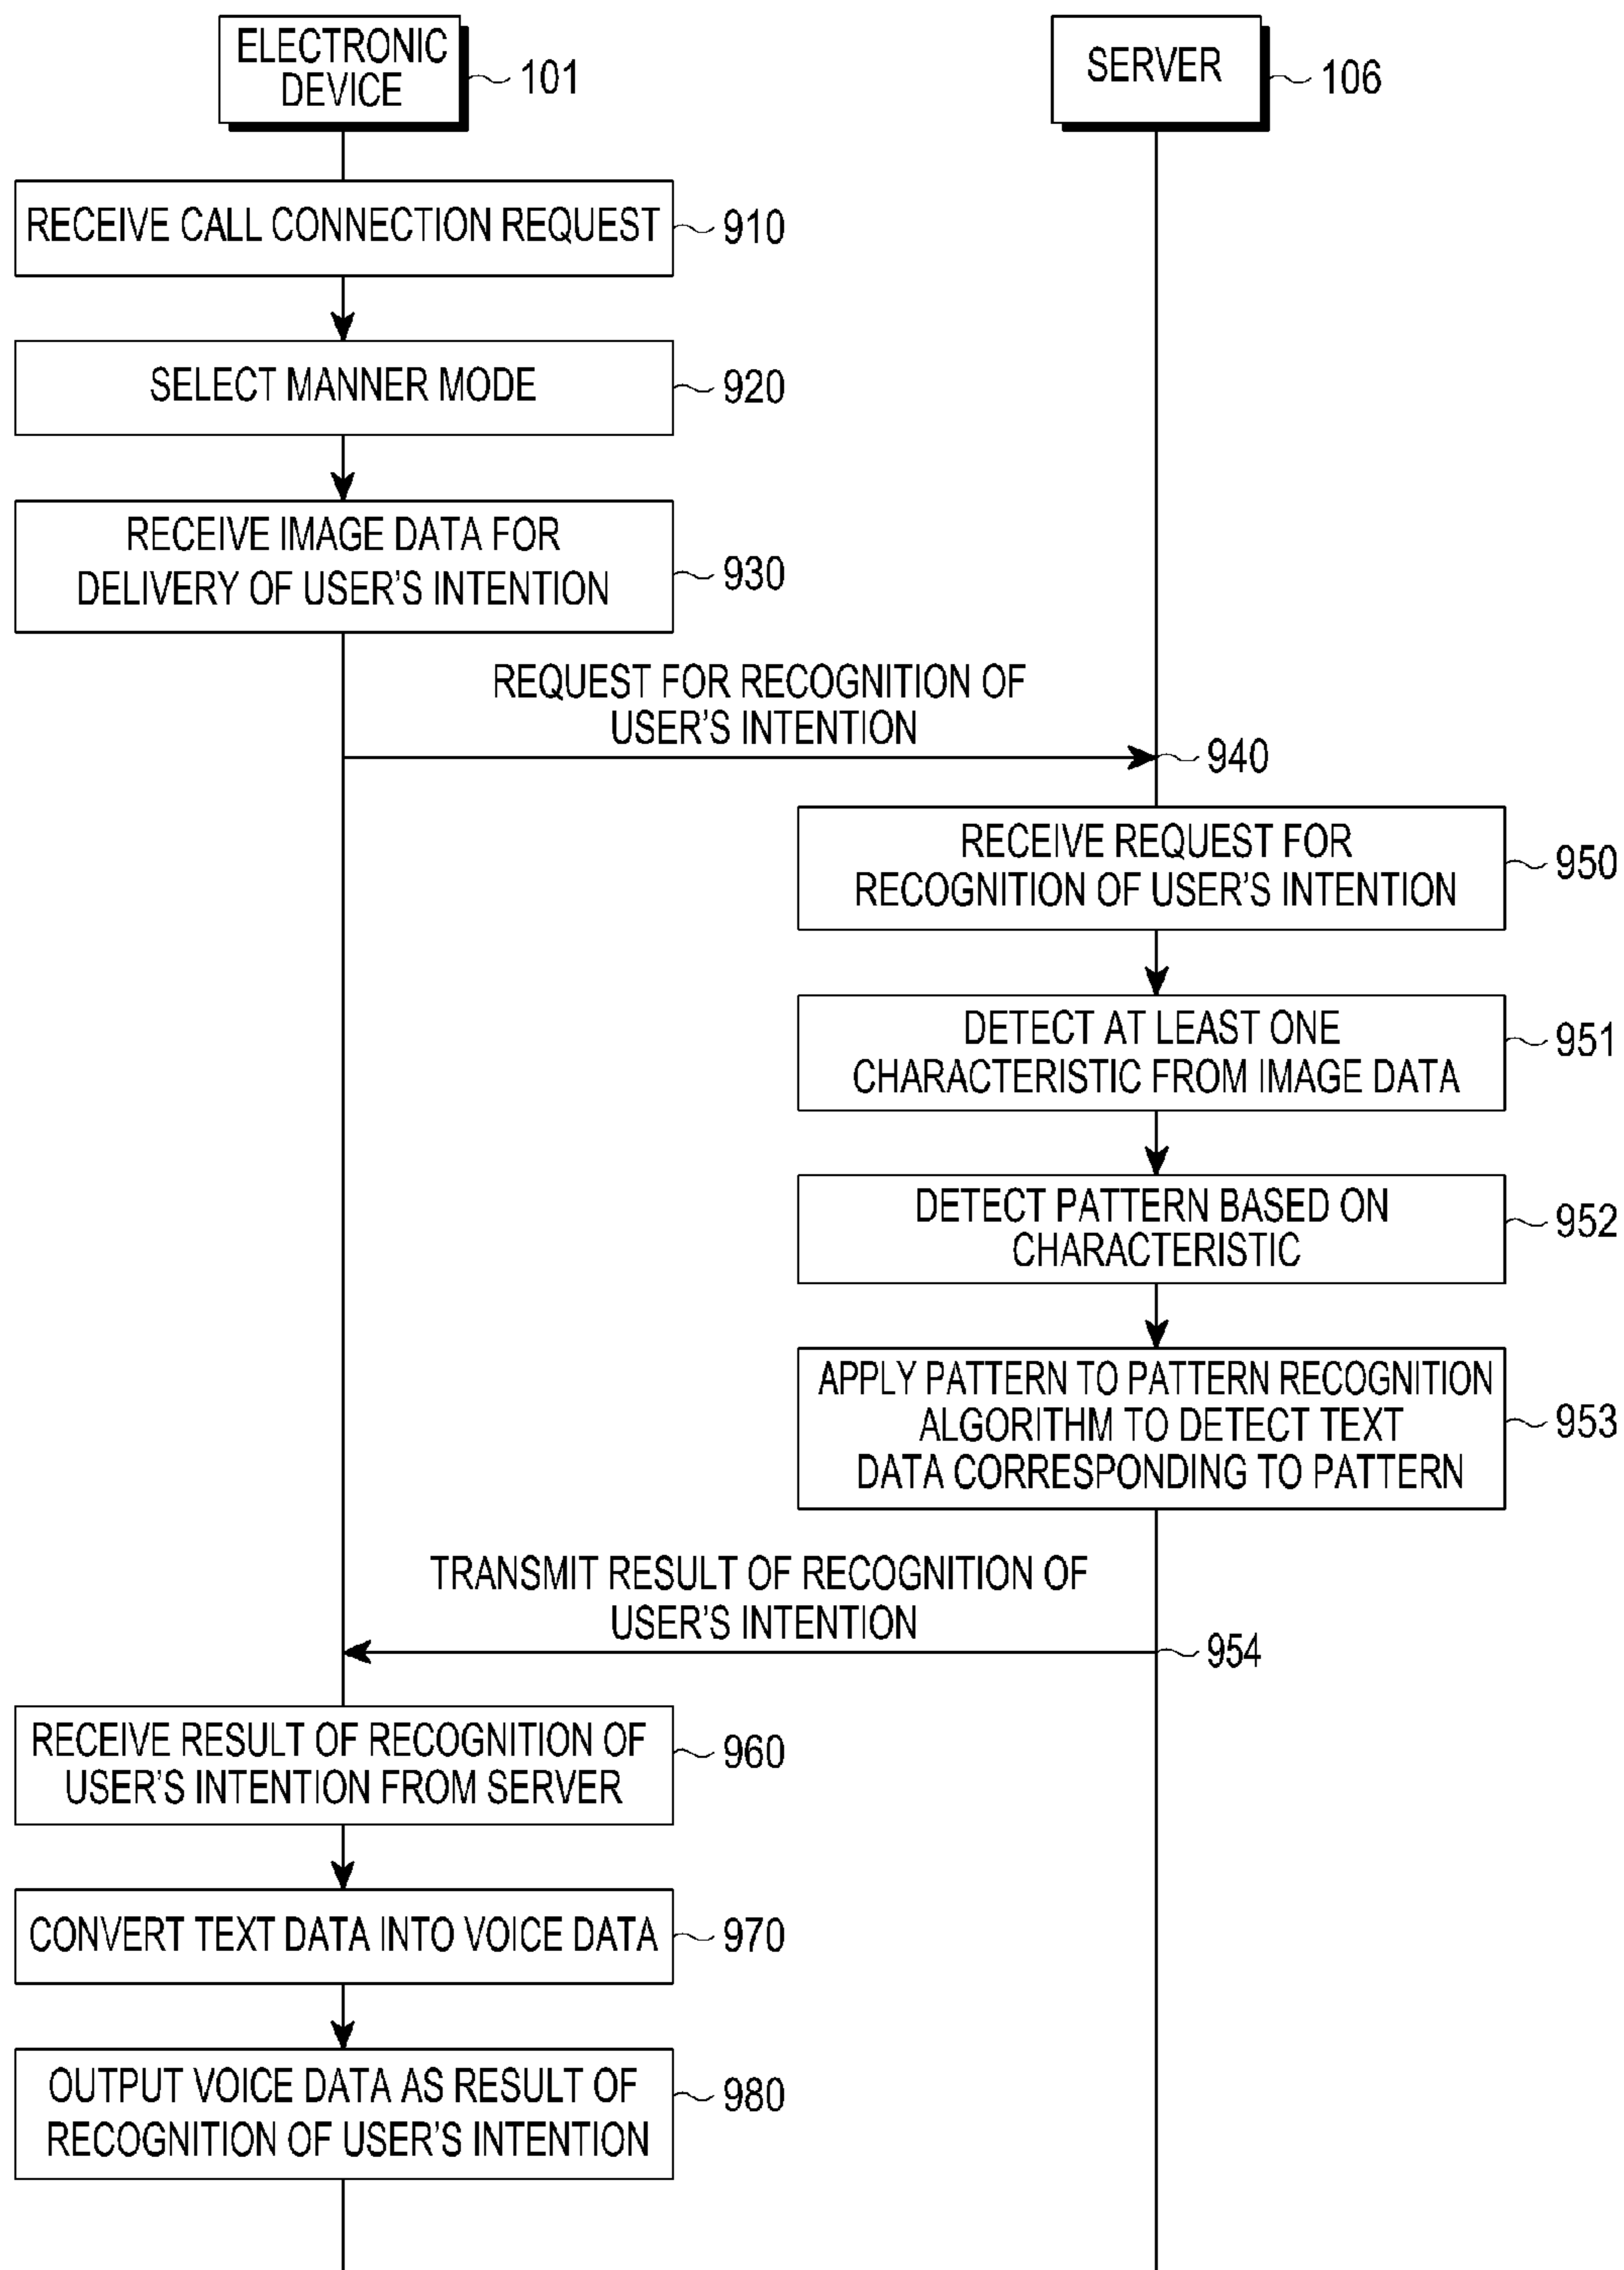 ELECTRONIC
DEVICE
101
SERVER
106
RECEIVE CALL CONNECTION REQUEST
910
SELECT MANNER MODE
920
RECEIVE IMAGE DATA FOR
DELIVERY OF USER'S INTENTION
930
REQUEST FOR RECOGNITION OF
USER'S INTENTION
940
RECEIVE REQUEST FOR
RECOGNITION OF USER'S INTENTION
950
DETECT AT LEAST ONE
CHARACTERISTIC FROM IMAGE DATA
951
DETECT PATTERN BASED ON
CHARACTERISTIC
952
APPLY PATTERN TO PATTERN RECOGNITION
ALGORITHM TO DETECT TEXT
DATA CORRESPONDING TO PATTERN
953
TRANSMIT RESULT OF RECOGNITION OF
USER'S INTENTION
954
RECEIVE RESULT OF RECOGNITION OF
USER'S INTENTION FROM SERVER
960
CONVERT TEXT DATA INTO VOICE DATA
970
OUTPUT VOICE DATA AS RESULT OF
RECOGNITION OF USER'S INTENTION
980